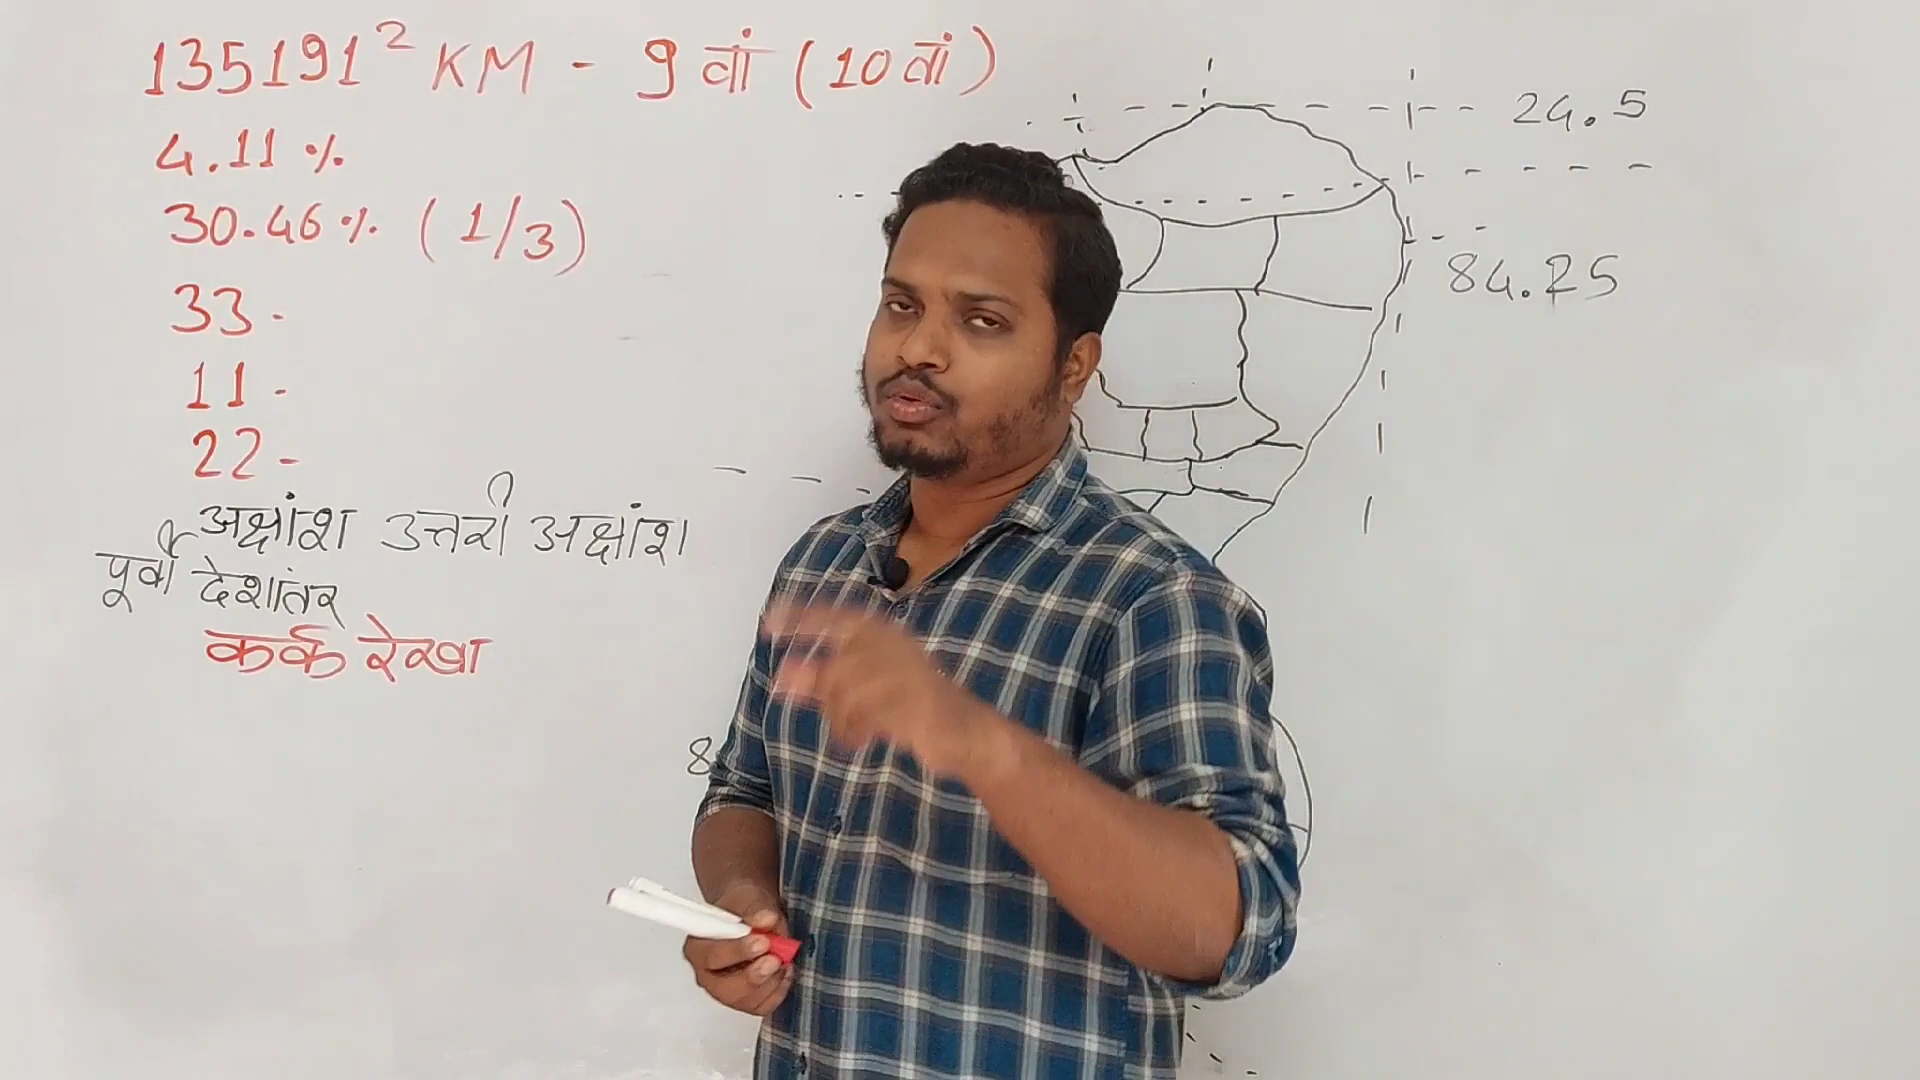 135191² KM - 9 वां (10 वां)
4.11 %
30.46 % (1/3)
33 -
11 -
22 -
अक्षांश उत्तरी अक्षांश
पूर्वी देशांतर
कर्क रेखा
24.5
84.25
8